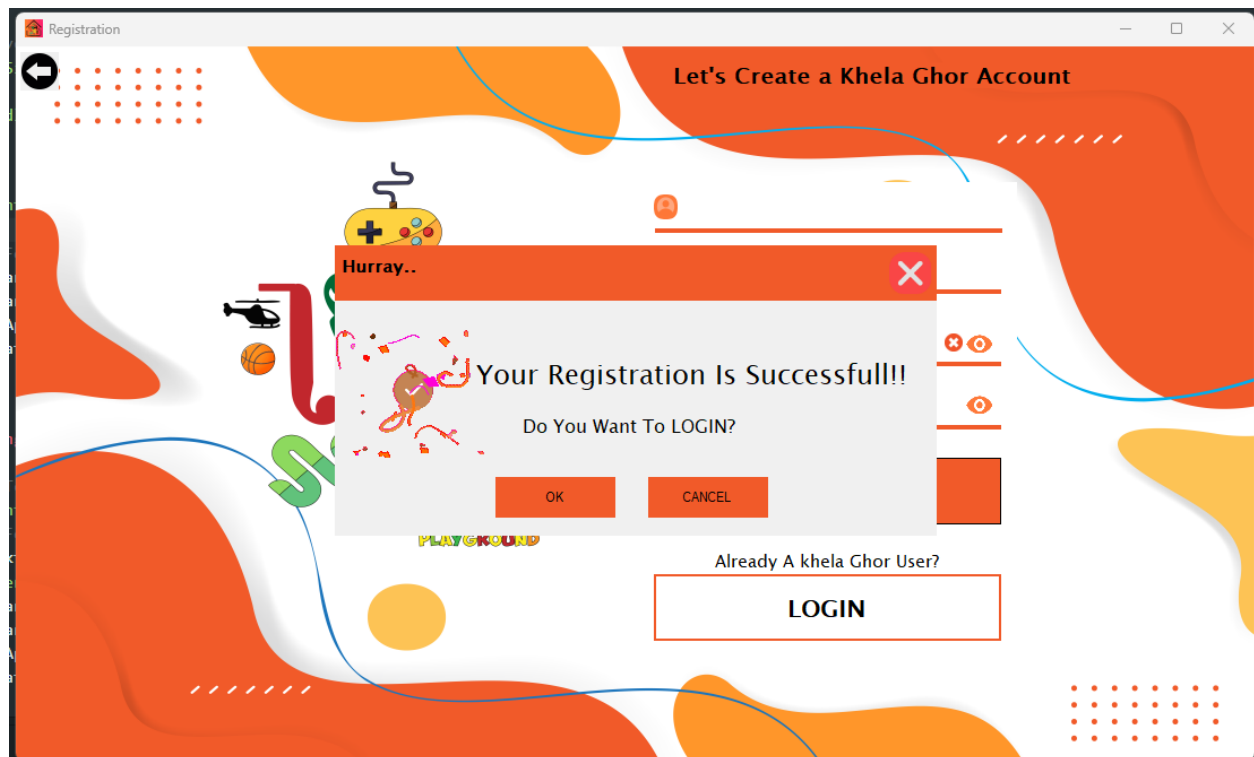 Registration
Let's Create a Khela Ghor Account
Hurray..
Your Registration Is Successfull!!
Do You Want To LOGIN?
OK
CANCEL
PLAYGROUND
Already A khela Ghor User?
LOGIN